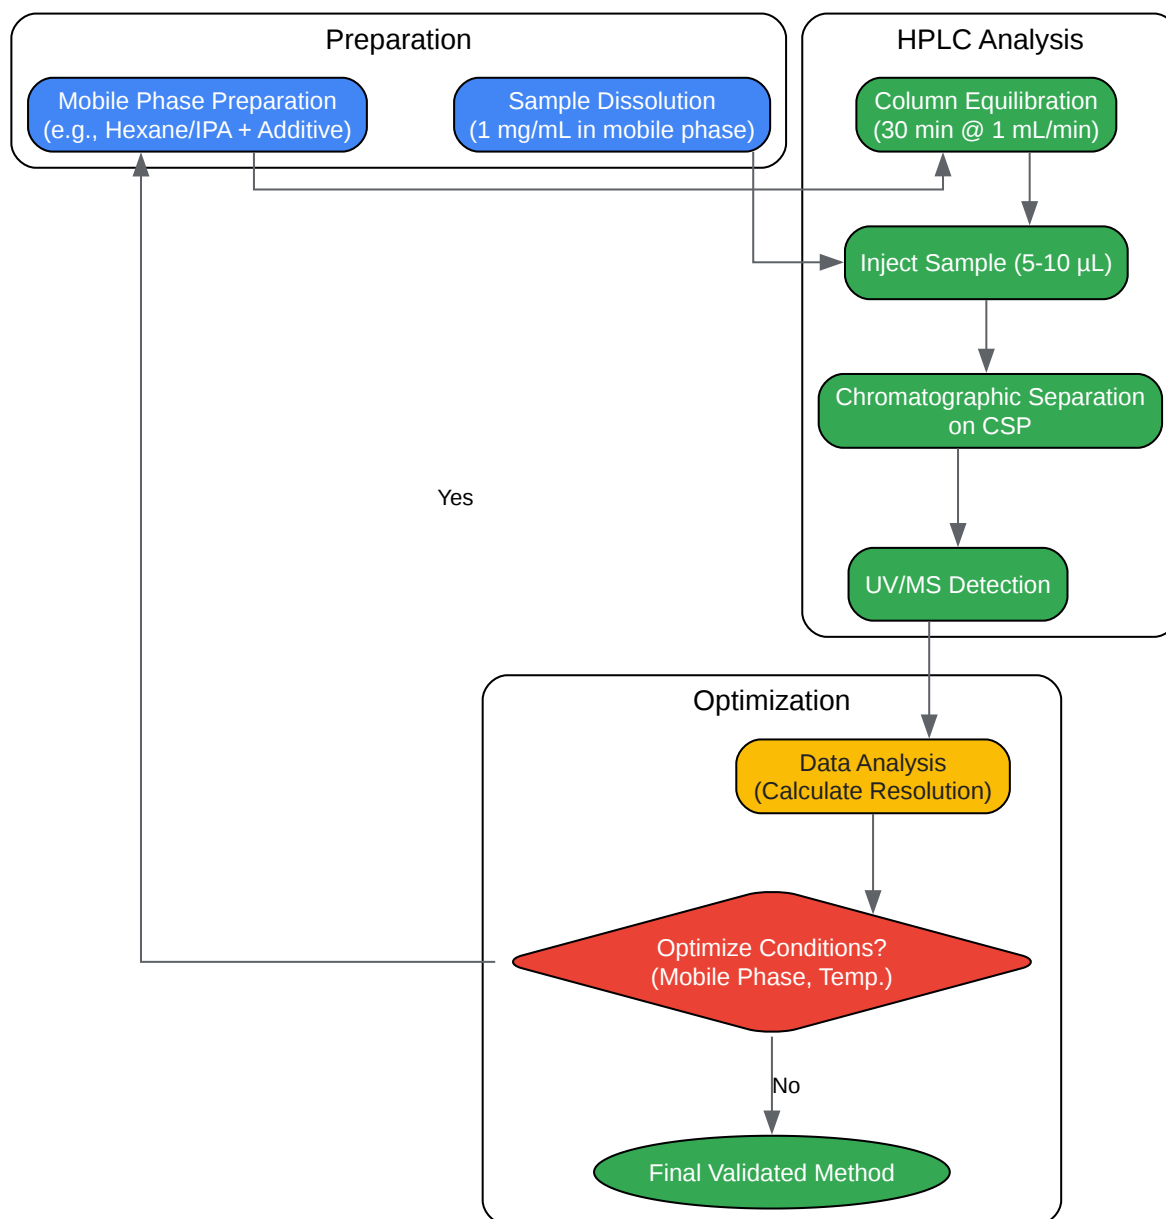 Preparation
Mobile Phase Preparation
(e.g., Hexane/IPA + Additive)
Sample Dissolution
(1 mg/mL in mobile phase)
HPLC Analysis
Column Equilibration
(30 min @ 1 mL/min)
Inject Sample (5-10 µL)
Chromatographic Separation
on CSP
UV/MS Detection
Yes
Optimization
Data Analysis
(Calculate Resolution)
Optimize Conditions?
(Mobile Phase, Temp.)
No
Final Validated Method